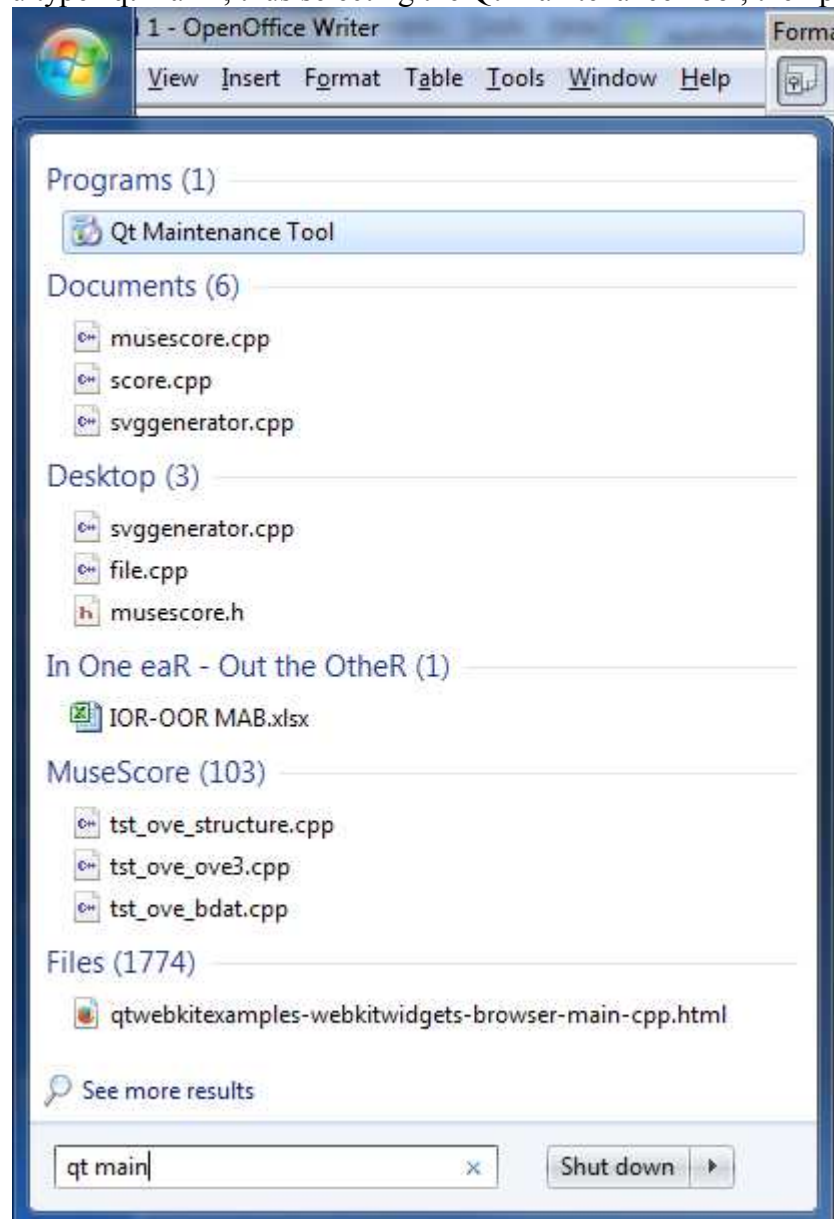 1 - OpenOffice Writer
Forma
View Insert Format Table Tools Window Help
Programs (1)
Qt Maintenance Tool
Documents (6)
musescore.cpp
score.cpp
svggenerator.cpp
Desktop (3)
svggenerator.cpp
file.cpp
musescore.h
In One eaR - Out the OtheR (1)
IOR-OOR MAB.xlsx
MuseScore (103)
tst_ove_structure.cpp
tst_ove_ove3.cpp
tst_ove_bdat.cpp
Files (1774)
qtwebkitexamples-webkitwidgets-browser-main-cpp.html
See more results
qt main
Shut down